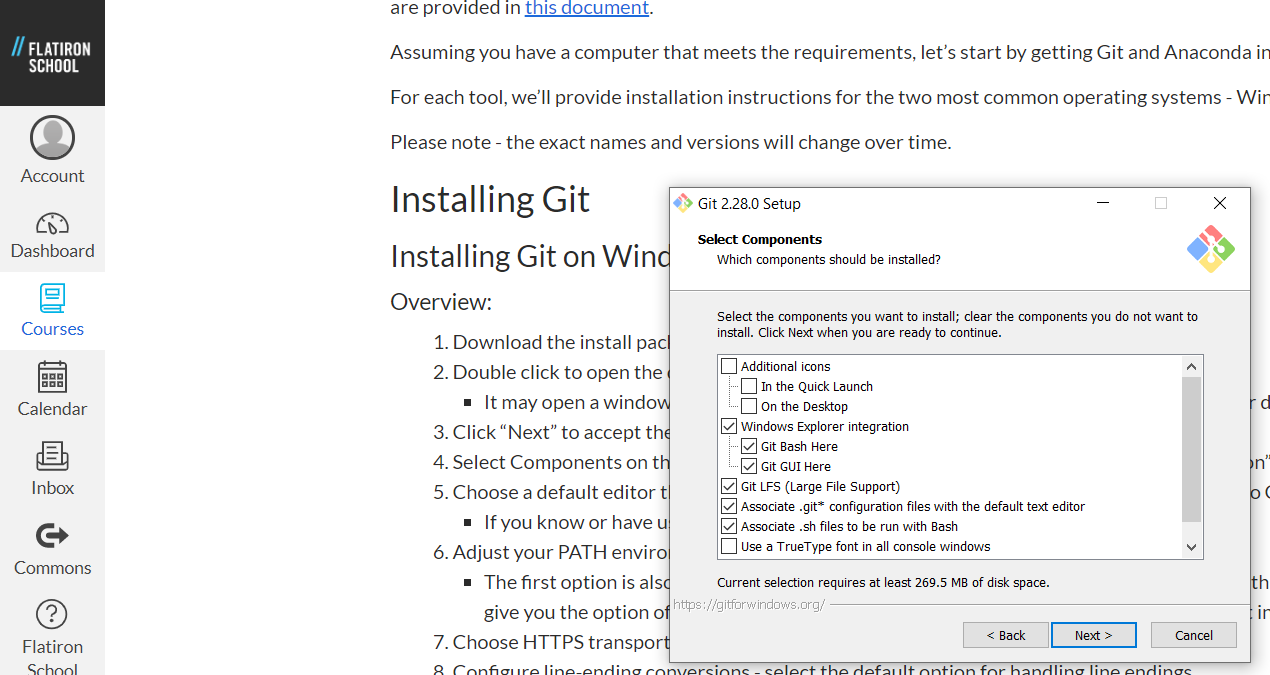 FLATIRON
SCHOOL
Account
Dashboard
Courses
Calendar
Inbox
Commons
Flatiron
School
are provided in this document.
Assuming you have a computer that meets the requirements, let's start by getting Git and Anaconda in
For each tool, we'll provide installation instructions for the two most common operating systems - Win
Please note - the exact names and versions will change over time.
Installing Git
Installing Git on Wind
Overview:
1. Download the install pac
2. Double click to open the
It may open a window
3. Click “Next” to accept the
4. Select Components on th
on”
5. Choose a default editor t
If you know or have u
6. Adjust your PATH enviro
The first option is also
th
give you the option of
in
7. Choose HTTPS transport
8. Configure line-ending conversions - select the default option for handling line endings
Git 2.28.0 Setup
Select Components
Which components should be installed?
Select the components you want to install; clear the components you do not want to
install. Click Next when you are ready to continue.
Additional icons
In the Quick Launch
On the Desktop
Windows Explorer integration
Git Bash Here
Git GUI Here
Git LFS (Large File Support)
Associate .git* configuration files with the default text editor
Associate .sh files to be run with Bash
Use a TrueType font in all console windows
Current selection requires at least 269.5 MB of disk space.
https://gitforwindows.org/
< Back
Next >
Cancel